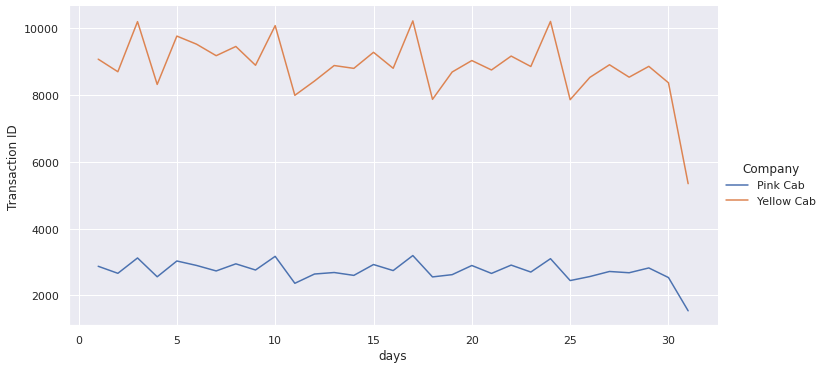 10000
8000
6000
4000
2000
Transaction ID
0 5 10 15 20 25 30
days
Company
Pink Cab
Yellow Cab